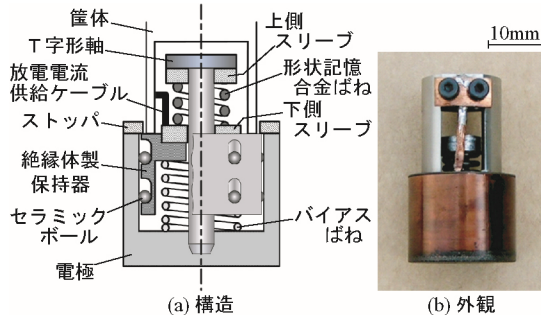 筐体
T字形軸
放電電流
供給ケーブル
ストッパ
絶縁体製
保持器
セラミック
ボール
電極
上側
スリーブ
形状記憶
合金ばね
下側
スリーブ
バイアス
ばね
(a) 構造
10mm
(b) 外観